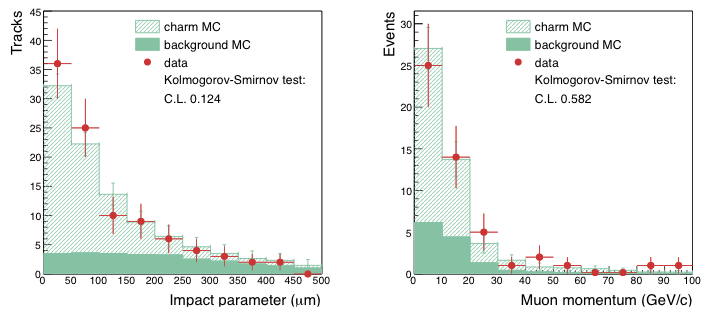 Tracks
45
40
35
30
25
20
15
10
5
0
charm MC
background MC
data
Kolmogorov-Smirnov test:
C.L. 0.124
0 50 100 150 200 250 300 350 400 450 500
Impact parameter (μm)
Events
30
25
20
15
10
5
0
charm MC
background MC
data
Kolmogorov-Smirnov test:
C.L. 0.582
0 10 20 30 40 50 60 70 80 90 100
Muon momentum (GeV/c)